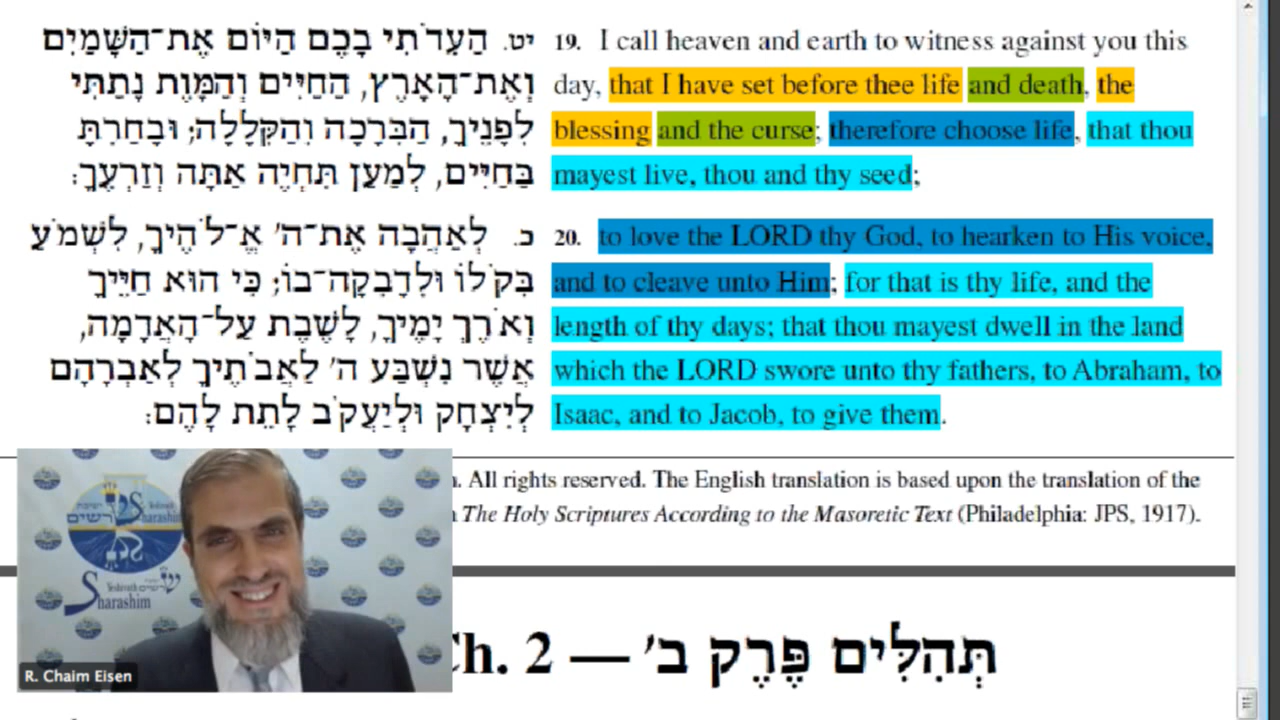 יט. הַעִדֹתִי בָכֶם הַיּוֹם אֶת־הַשָּׁמַיִם
וְאֶת־הָאָרֶץ, הַחַיִּים וְהַמָּוֶת נָתַתִּי
לְפָנֶיךָ, הַבְּרָכָה וְהַקְּלָלָה; וּבָחַרְתָּ
בַּחַיִּים, לְמַעַן תִּחְיֶה אַתָּה וְזַרְעֶךָ:
19. I call heaven and earth to witness against you this
day, that I have set before thee life and death, the
blessing and the curse; therefore choose life, that thou
mayest live, thou and thy seed;
כ. לְאַהֲבָה אֶת־ה' אֱ־לֹהֶיךָ, לִשְׁמֹעַ
בְּקֹלוֹ וּלְדָבְקָה־בוֹ; כִּי הוּא חַיֶּיךָ
וְאֹרֶךְ יָמֶיךָ, לָשֶׁבֶת עַל־הָאֲדָמָה,
אֲשֶׁר נִשְׁבַּע ה' לַאֲבֹתֶיךָ לְאַבְרָהָם
לְיִצְחָק וּלְיַעֲקֹב לָתֵת לָהֶם:
20. to love the LORD thy God, to hearken to His voice,
and to cleave unto Him; for that is thy life, and the
length of thy days; that thou mayest dwell in the land
which the LORD swore unto thy fathers, to Abraham, to
Isaac, and to Jacob, to give them.
All rights reserved. The English translation is based upon the translation of the
The Holy Scriptures According to the Masoretic Text (Philadelphia: JPS, 1917).
Ch. 2 — תְּהִלִּים פֶּרֶק ב'
Yeshivath שרשים
Sharashim
R. Chaim Eisen